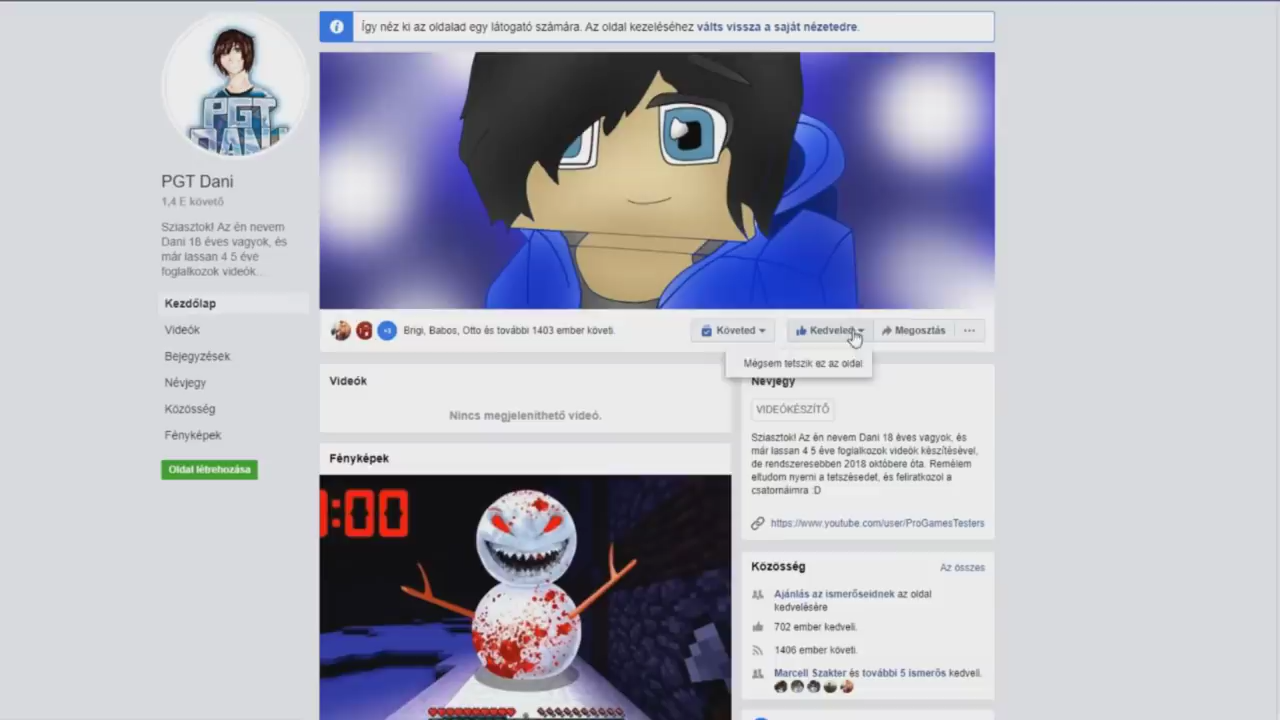 Így néz ki az oldalad egy látogató számára. Az oldal kezeléséhez válts vissza a saját nézetedre.
PGT
DANI
PGT Dani
1,4 E követő
Sziasztok! Az én nevem
Dani 18 éves vagyok, és
már lassan 4 5 éve
foglalkozok videók...
Kezdőlap
Videók
Bejegyzések
Névjegy
Közösség
Fényképek
Oldal létrehozása
+3
Brigi, Babos, Otto és további 1403 ember követi.
Követed
Kedveled
Megosztás
Mégsem tetszik ez az oldal
Videók
Nincs megjeleníthető videó.
Fényképek
:00
Névjegy
VIDEÓKÉSZÍTŐ
Sziasztok! Az én nevem Dani 18 éves vagyok, és
már lassan 4 5 éve foglalkozok videók készítésével,
de rendszeresebben 2018 októbere óta. Remélem
eltudom nyerni a tetszésedet, és feliratkozol a
csatornáimra :D
https://www.youtube.com/user/ProGamesTesters
Közösség
Az összes
Ajánlás az ismerőseidnek az oldal
kedvelésére
702 ember kedveli.
1406 ember követi.
Marcell Szakter és további 5 ismerős kedveli.